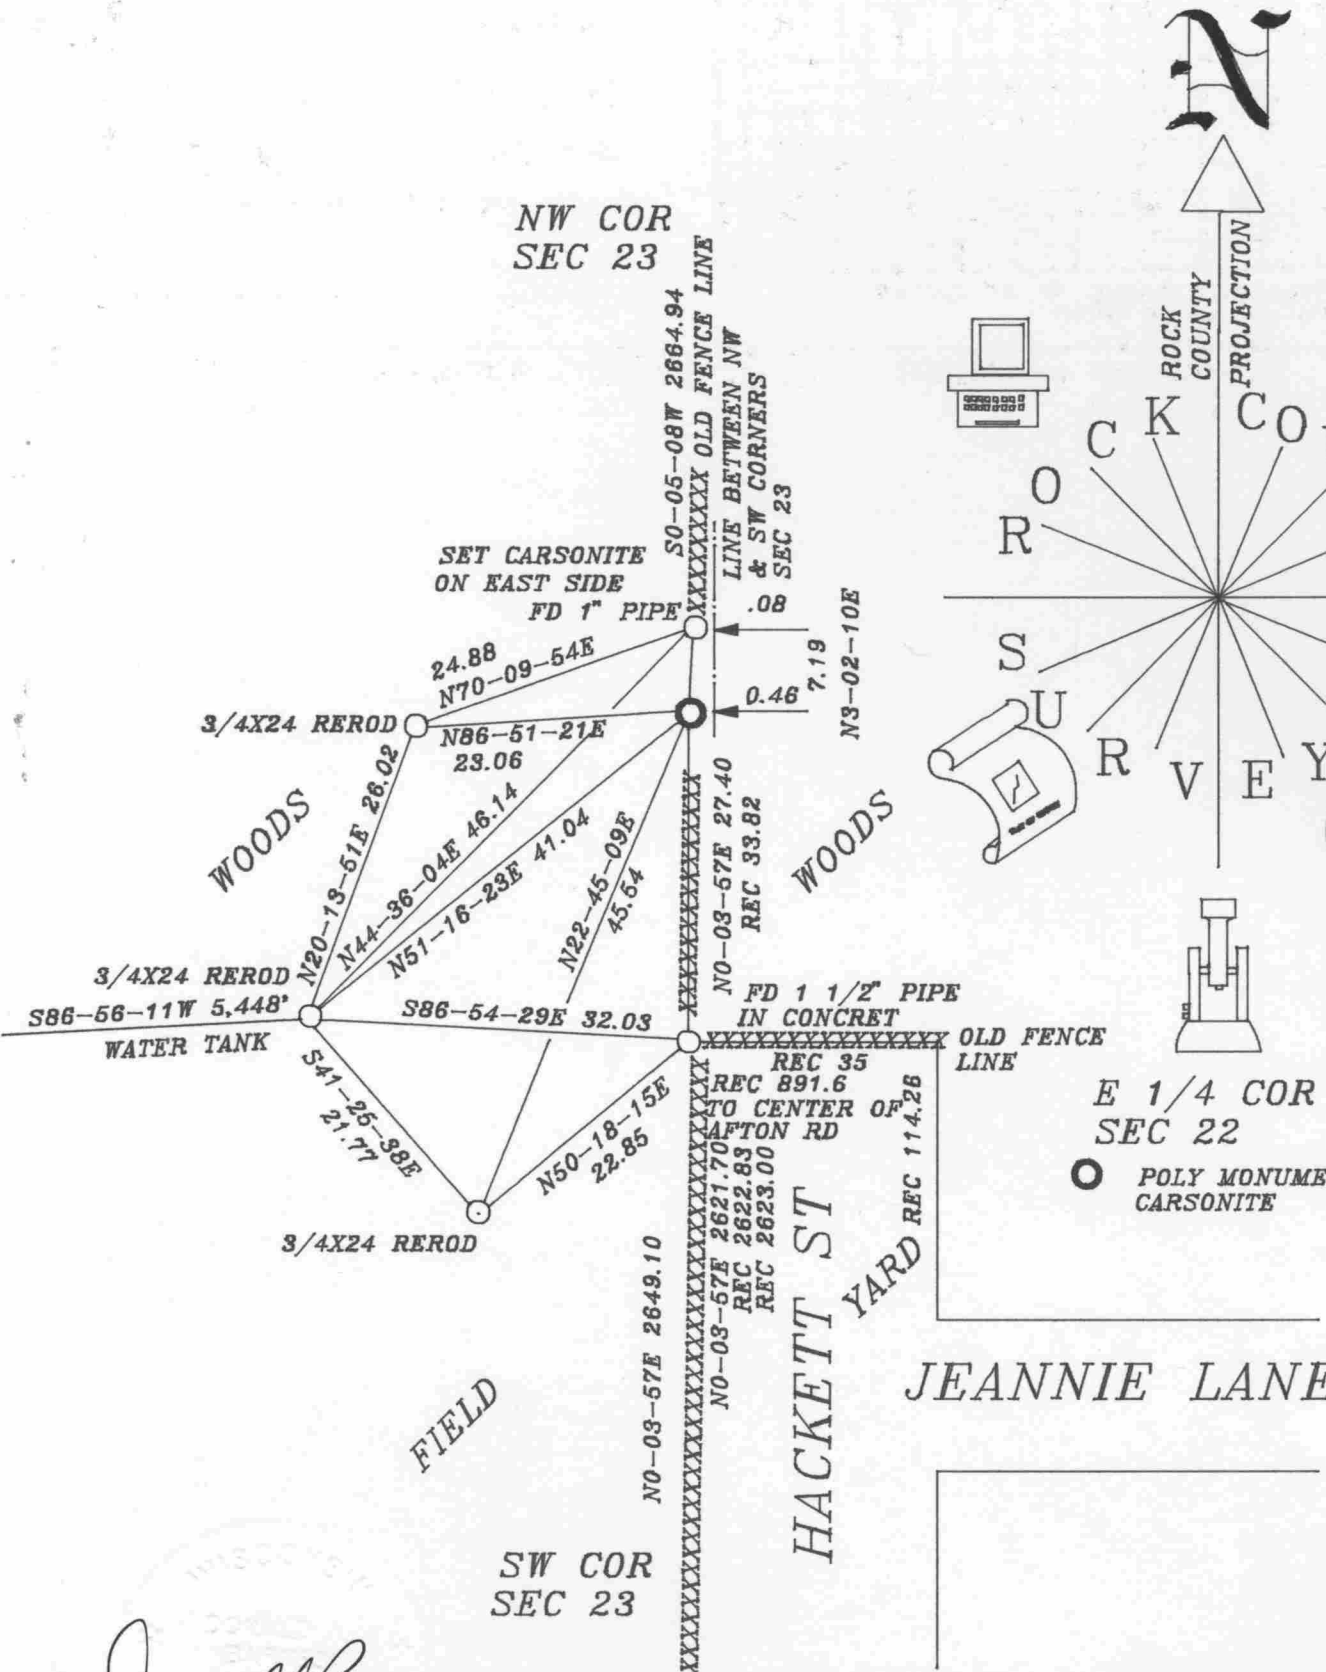 N
ROCK
COUNTY
PROJECTION
NW COR
SEC 23
S0-05-08W 2664.94
OLD FENCE LINE
LINE BETWEEN NW
& SW CORNERS
SEC 23
R O C K C O
S U R V E Y
SET CARSONITE
ON EAST SIDE
FD 1" PIPE
.08
24.88
N70-09-54E
7.19
N3-02-10E
0.46
3/4X24 REROD
N86-51-21E
23.06
N20-13-51E 26.02
WOODS
N44-36-04E 46.14
N51-16-23E 41.04
N22-45-09E
45.54
N0-03-57E 27.40
REC 33.82
WOODS
3/4X24 REROD
S86-56-11W 5,448'
WATER TANK
S86-54-29E 32.03
FD 1 1/2" PIPE
IN CONCRET
OLD FENCE
LINE
REC 35
REC 891.6
TO CENTER OF
AFTON RD
REC 114.26
S41-25-38E
21.77
N50-18-15E
22.85
3/4X24 REROD
E 1/4 COR
SEC 22
POLY MONUME
CARSONITE
N0-03-57E 2649.10
N0-03-57E 2621.70
REC 2622.83
REC 2623.00
HACKETT ST
YARD
JEANNIE LANE
FIELD
SW COR
SEC 23